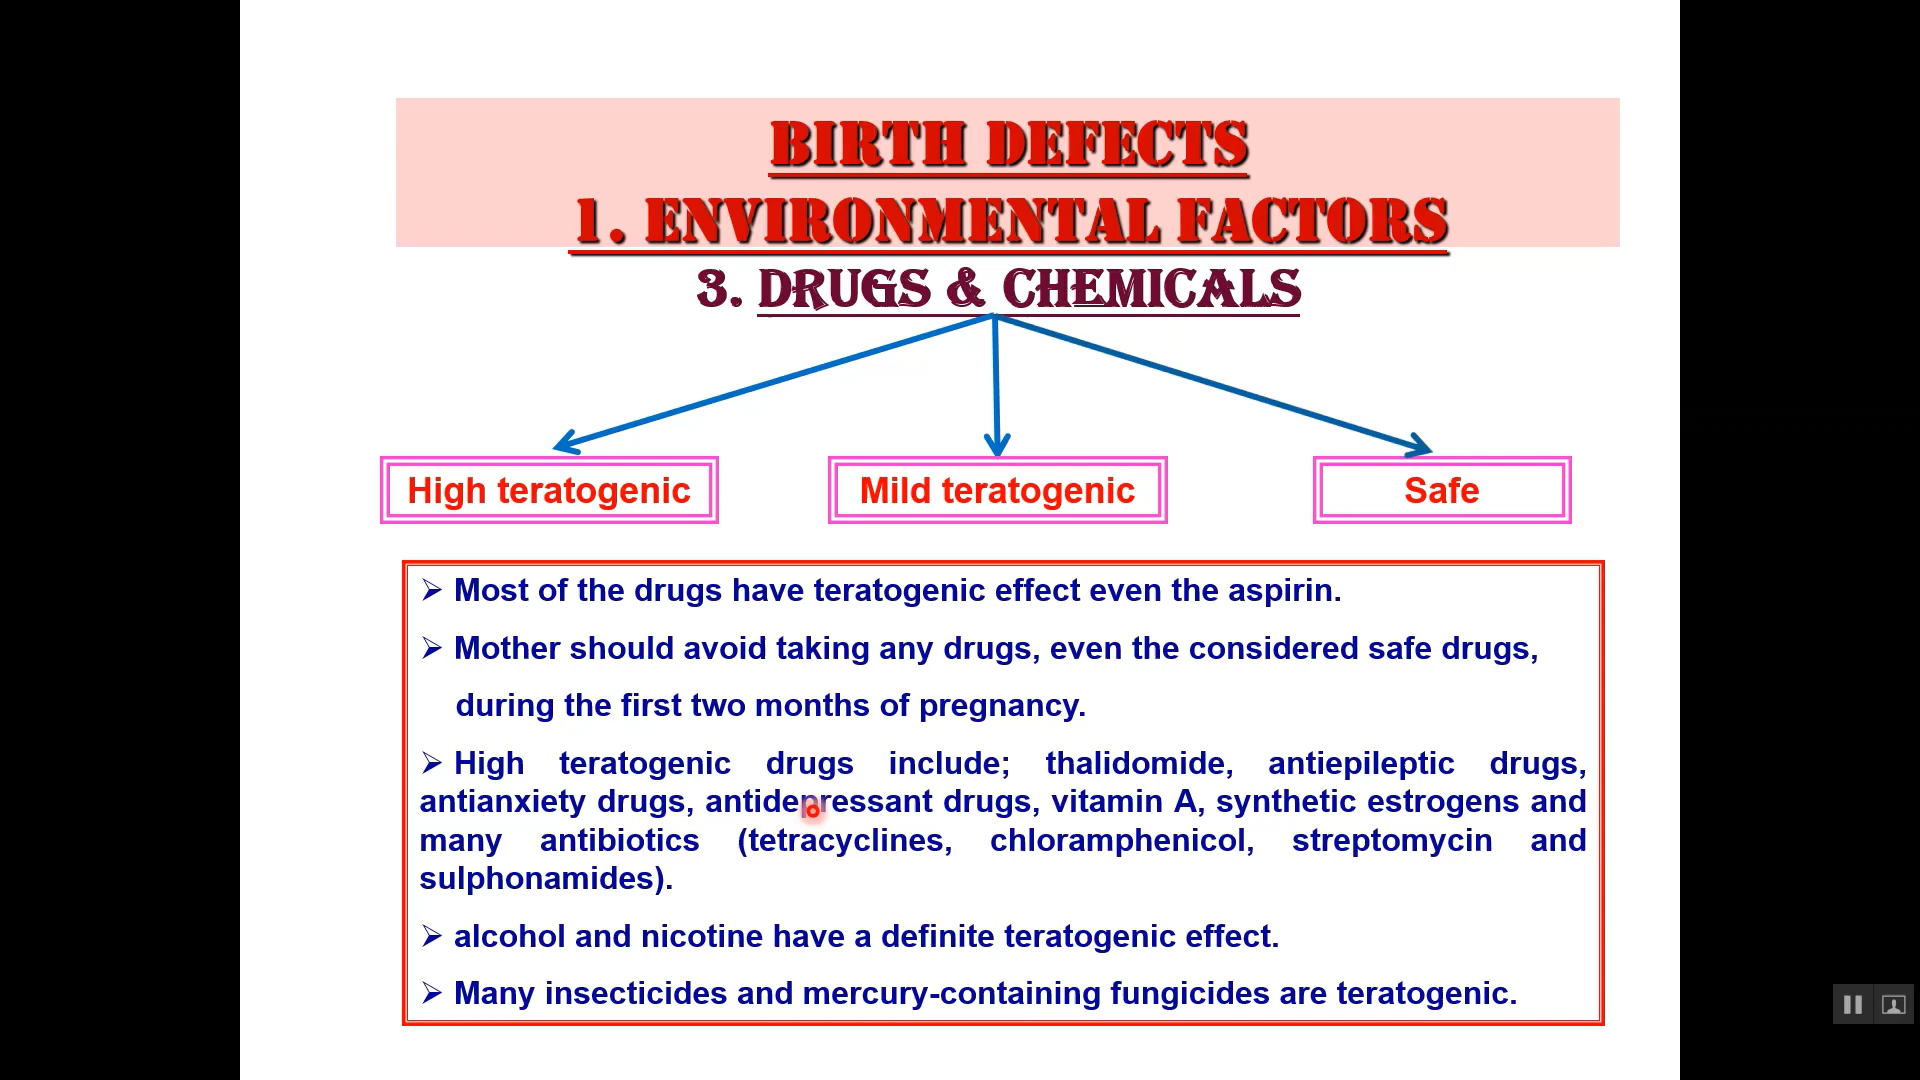 BIRTH DEFECTS
1. ENVIRONMENTAL FACTORS
3. DRUGS & CHEMICALS
High teratogenic
Mild teratogenic
Safe
➢ Most of the drugs have teratogenic effect even the aspirin.
➢ Mother should avoid taking any drugs, even the considered safe drugs,
during the first two months of pregnancy.
➢ High teratogenic drugs include; thalidomide, antiepileptic drugs,
antianxiety drugs, antidepressant drugs, vitamin A, synthetic estrogens and
many antibiotics (tetracyclines, chloramphenicol, streptomycin and
sulphonamides).
➢ alcohol and nicotine have a definite teratogenic effect.
➢ Many insecticides and mercury-containing fungicides are teratogenic.